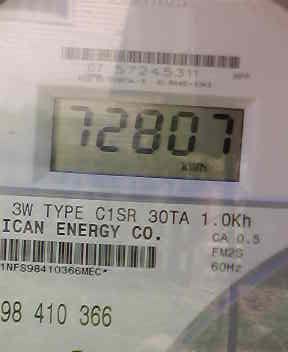 57245311
72807
KWH
3W TYPE C1SR 30TA 1.0Kh
ICAN ENERGY CO.
CA 0.5
FM2S
60Hz
1NFS98410366MEC*
98 410 366